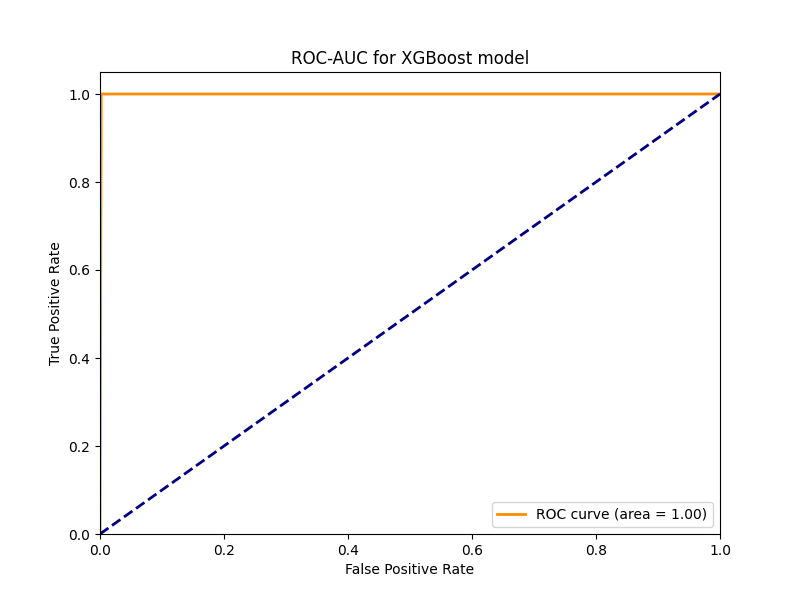 ROC-AUC for XGBoost model
True Positive Rate
1.0
0.8
0.6
0.4
0.2
0.0
ROC curve (area = 1.00)
0.0 0.2 0.4 0.6 0.8 1.0
False Positive Rate